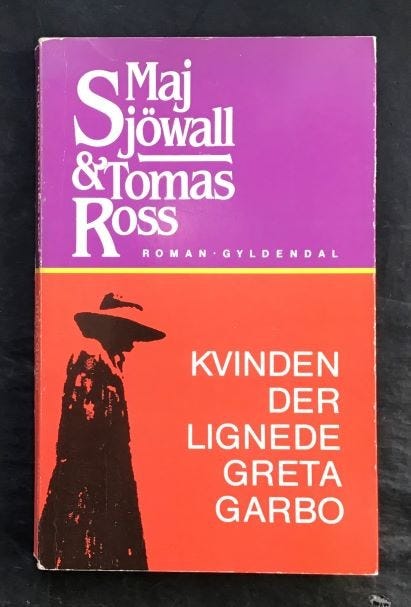 Maj
Sjöwall
& Tomas
Ross
ROMAN · GYLDENDAL
KVINDEN
DER
LIGNEDE
GRETA
GARBO